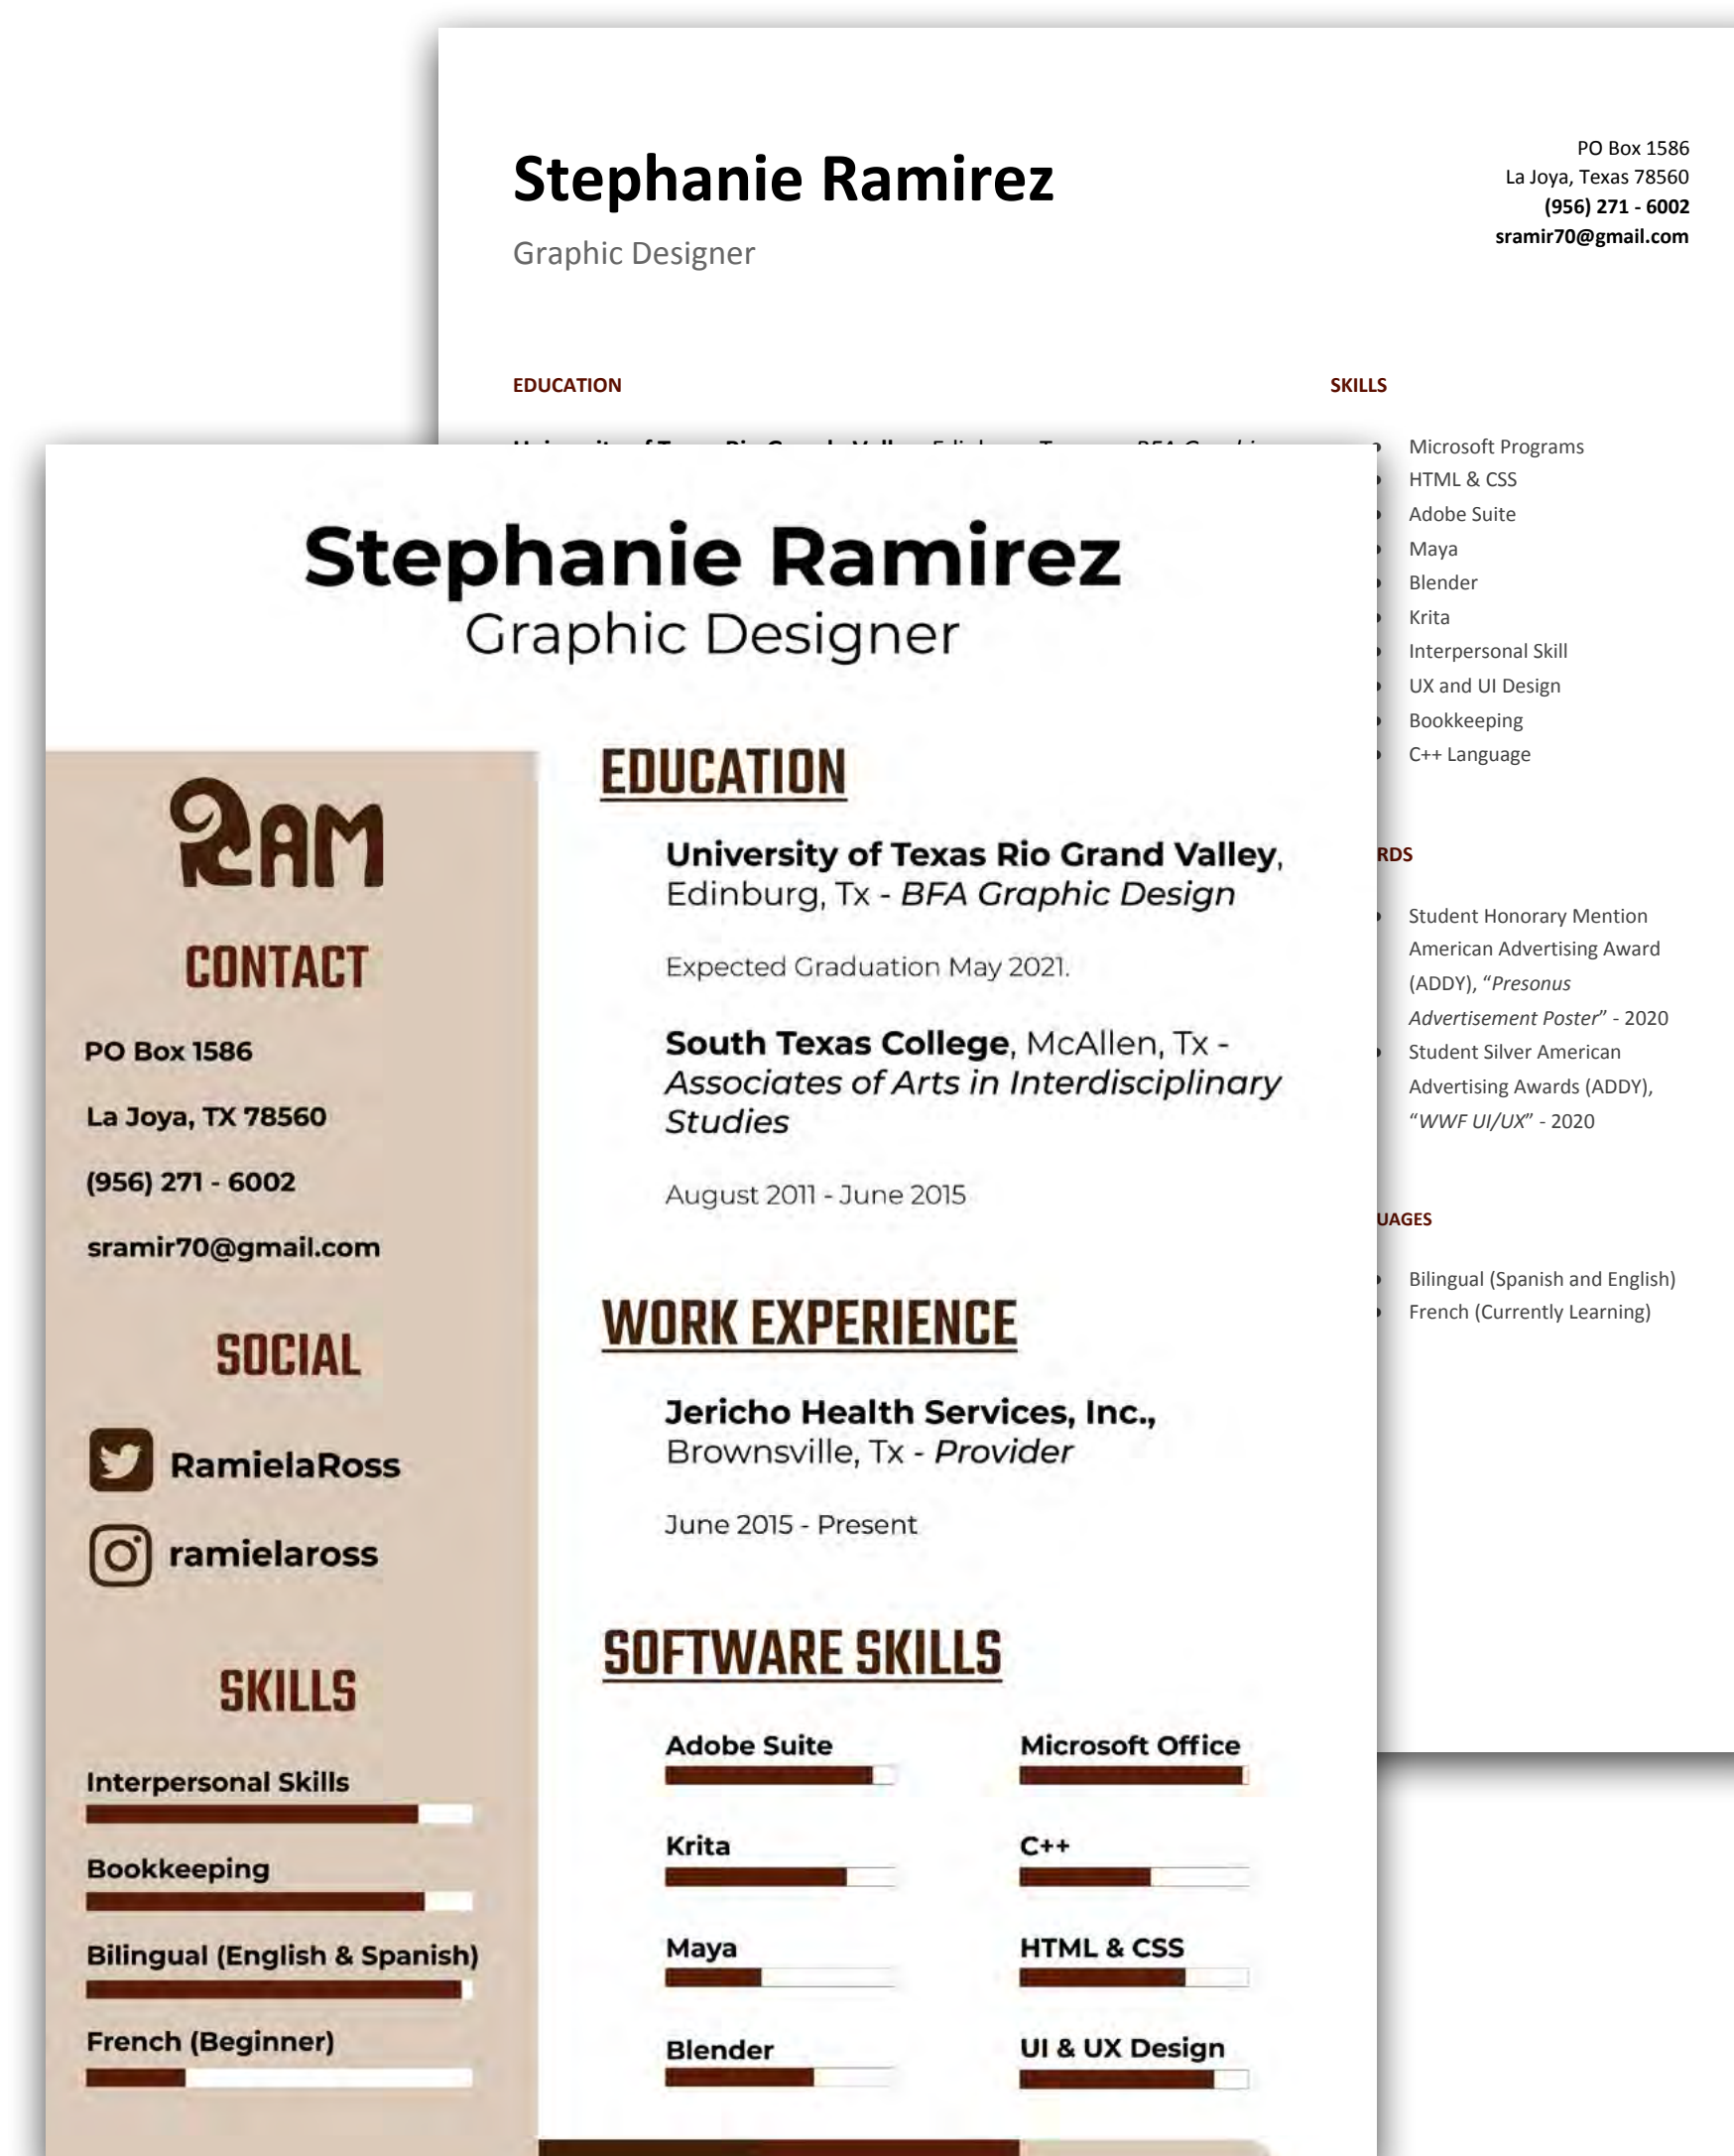 Stephanie Ramirez
Graphic Designer
PO Box 1586
La Joya, Texas 78560
(956) 271 - 6002
sramir70@gmail.com
EDUCATION
SKILLS
Microsoft Programs
HTML & CSS
Adobe Suite
Maya
Blender
Krita
Interpersonal Skill
UX and UI Design
Bookkeeping
C++ Language
RDS
Student Honorary Mention
American Advertising Award
(ADDY), “Presonus
Advertisement Poster” - 2020
Student Silver American
Advertising Awards (ADDY),
“WWF UI/UX” - 2020
UAGES
Bilingual (Spanish and English)
French (Currently Learning)
Stephanie Ramirez
Graphic Designer
RAM
CONTACT
PO Box 1586
La Joya, TX 78560
(956) 271 - 6002
sramir70@gmail.com
SOCIAL
RamielaRoss
ramielaross
SKILLS
Interpersonal Skills
Bookkeeping
Bilingual (English & Spanish)
French (Beginner)
EDUCATION
University of Texas Rio Grand Valley,
Edinburg, Tx - BFA Graphic Design
Expected Graduation May 2021.
South Texas College, McAllen, Tx -
Associates of Arts in Interdisciplinary
Studies
August 2011 - June 2015
WORK EXPERIENCE
Jericho Health Services, Inc.,
Brownsville, Tx - Provider
June 2015 - Present
SOFTWARE SKILLS
Adobe Suite
Microsoft Office
Krita
C++
Maya
HTML & CSS
Blender
UI & UX Design